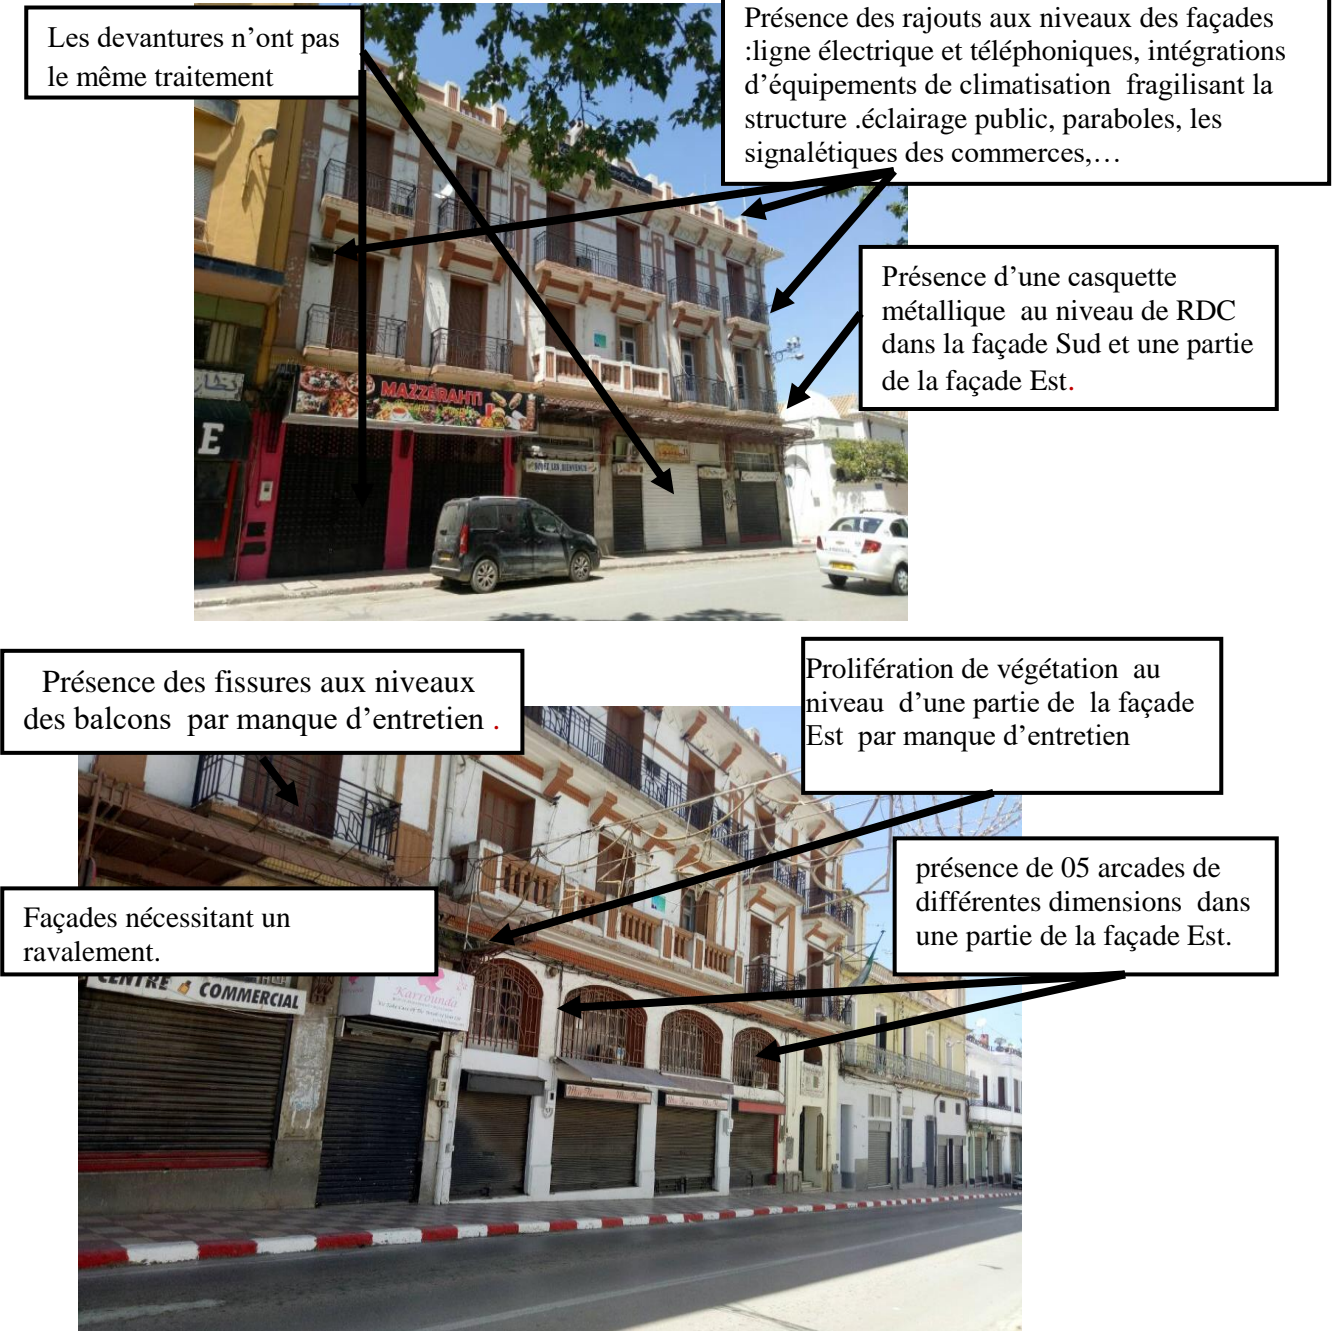 Les devantures n’ont pas
le même traitement
Présence des rajouts aux niveaux des façades
:ligne électrique et téléphoniques, intégrations
d’équipements de climatisation fragilisant la
structure .éclairage public, paraboles, les
signalétiques des commerces,…
Présence d’une casquette
métallique au niveau de RDC
dans la façade Sud et une partie
de la façade Est.
MAZZÉRAHTI
E
Présence des fissures aux niveaux
des balcons par manque d’entretien .
Prolifération de végétation au
niveau d’une partie de la façade
Est par manque d’entretien
présence de 05 arcades de
différentes dimensions dans
une partie de la façade Est.
Façades nécessitant un
ravalement.
CENTRE COMMERCIAL
Karrounda